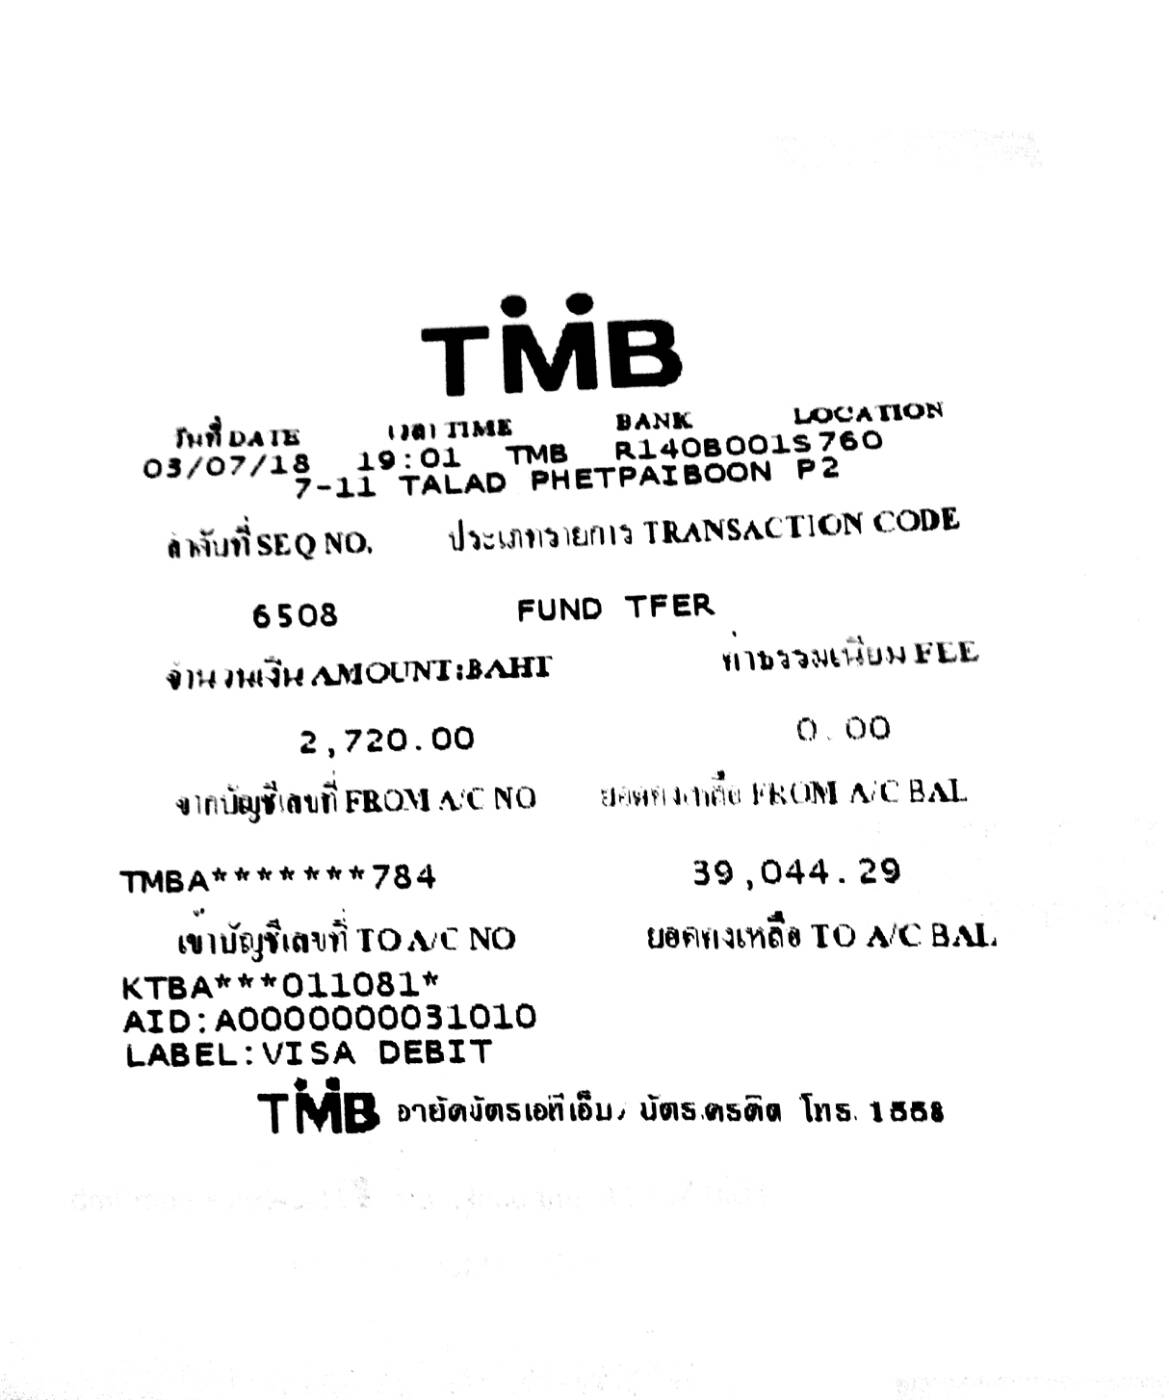 TMB
วันที่ DATE เวลา TIME BANK LOCATION
03/07/18 19:01 TMB R140B001S760
7-11 TALAD PHETPAIBOON P2
ลำดับที่ SEQ NO. ประเภทรายการ TRANSACTION CODE
6508 FUND TFER
จำนวนเงิน AMOUNT:BAHT ค่าธรรมเนียม FEE
2,720.00 0.00
จากบัญชีเลขที่ FROM A/C NO ยอดคงเหลือ FROM A/C BAL
TMBA*******784 39,044.29
เข้าบัญชีเลขที่ TO A/C NO ยอดคงเหลือ TO A/C BAL.
KTBA***011081*
AID:A0000000031010
LABEL:VISA DEBIT
TMB อายัดบัตรเอทีเอ็ม/ บัตรเครดิต โทร. 1558